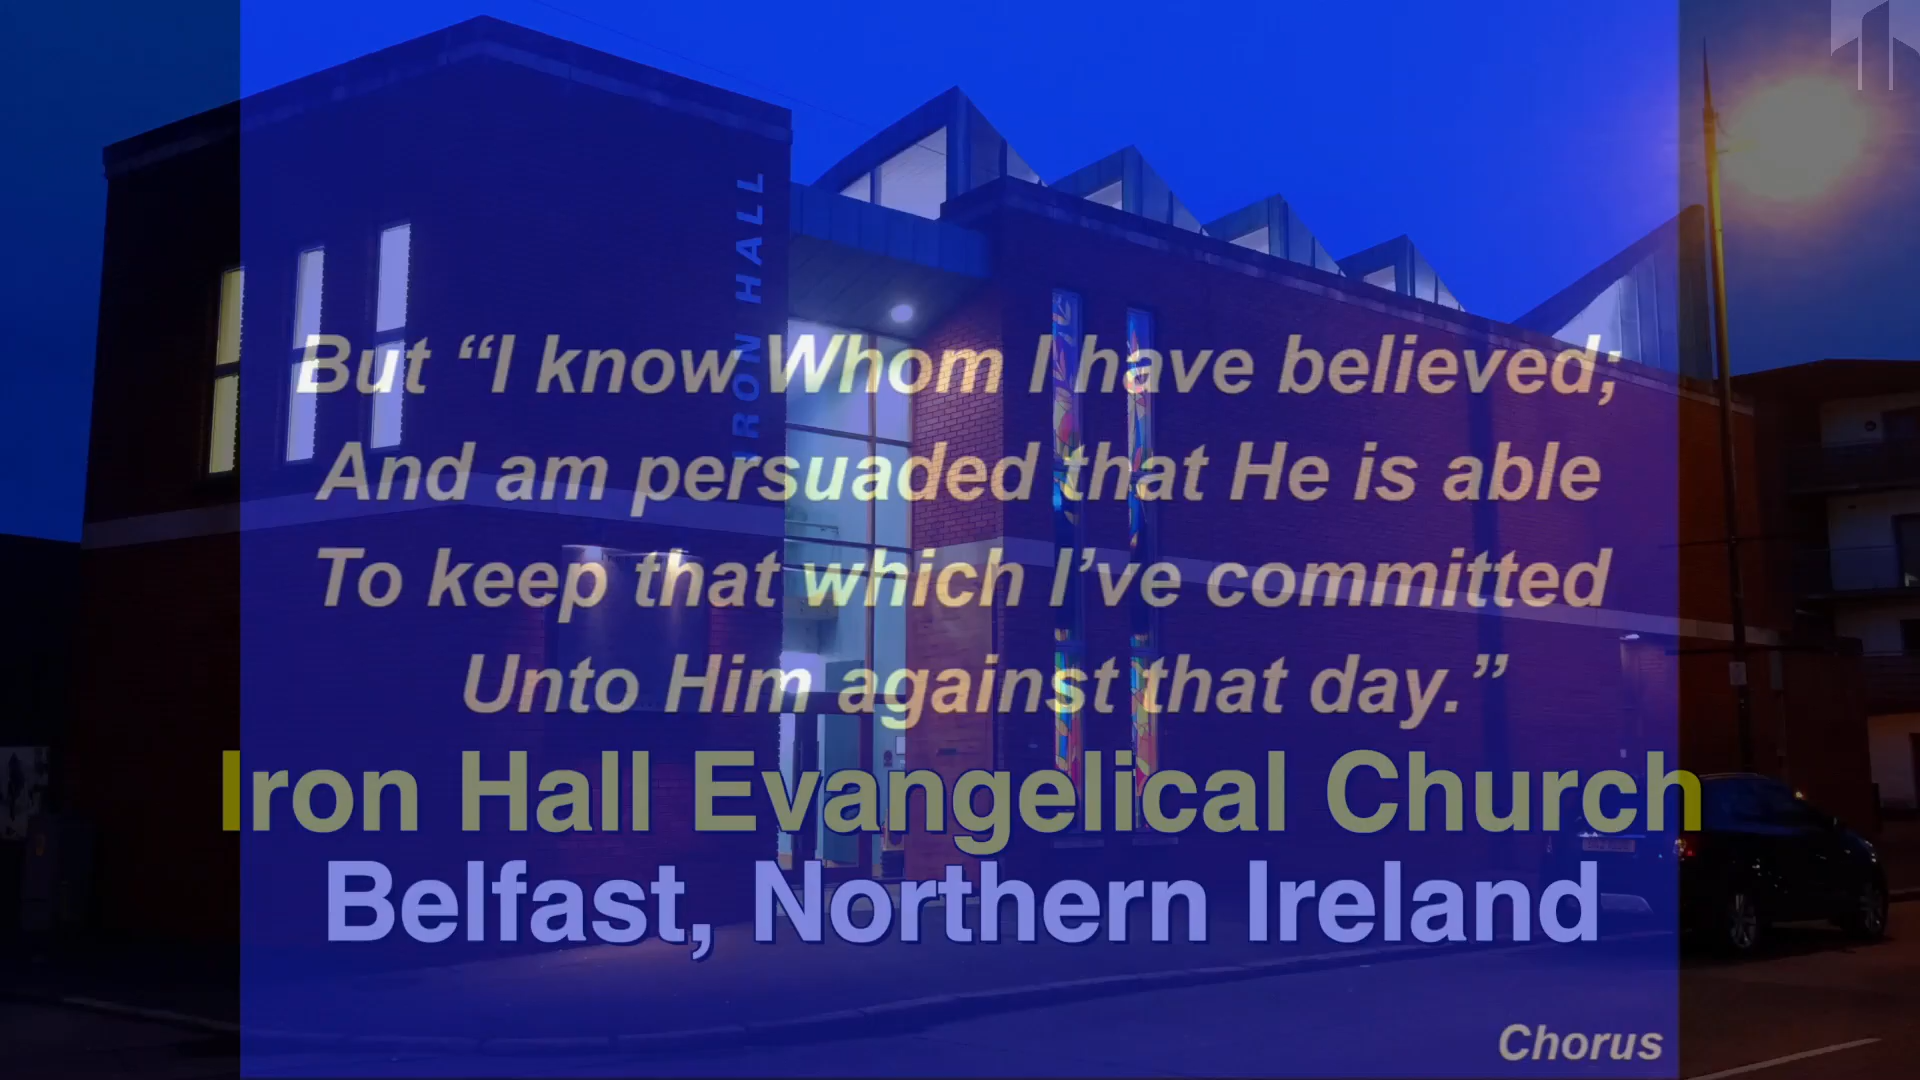 IRON HALL
But “I know Whom I have believed;
And am persuaded that He is able
To keep that which I’ve committed
Unto Him against that day.”
Iron Hall Evangelical Church
Belfast, Northern Ireland
Chorus